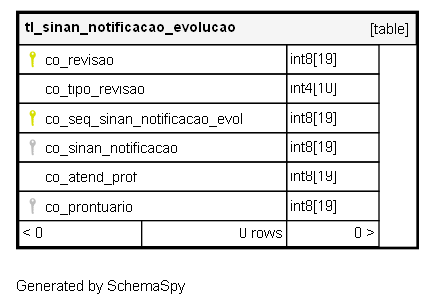 tl_sinan_notificacao_evolucao [table]
co_revisao int8[19]
co_tipo_revisao int4[10]
co_seq_sinan_notificacao_evol int8[19]
co_sinan_notificacao int8[19]
co_atend_prof int8[19]
co_prontuario int8[19]
< 0 0 rows 0 >
Generated by SchemaSpy